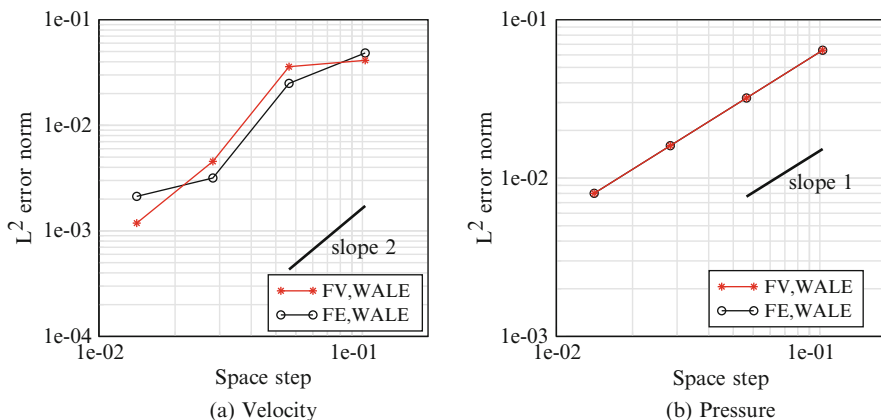 1e-01
1e-02
1e-03
1e-04
L² error norm
slope 2
FV,WALE
FE,WALE
1e-02
1e-01
Space step
(a) Velocity
1e-01
1e-02
1e-03
L² error norm
slope 1
FV,WALE
FE,WALE
1e-02
1e-01
Space step
(b) Pressure